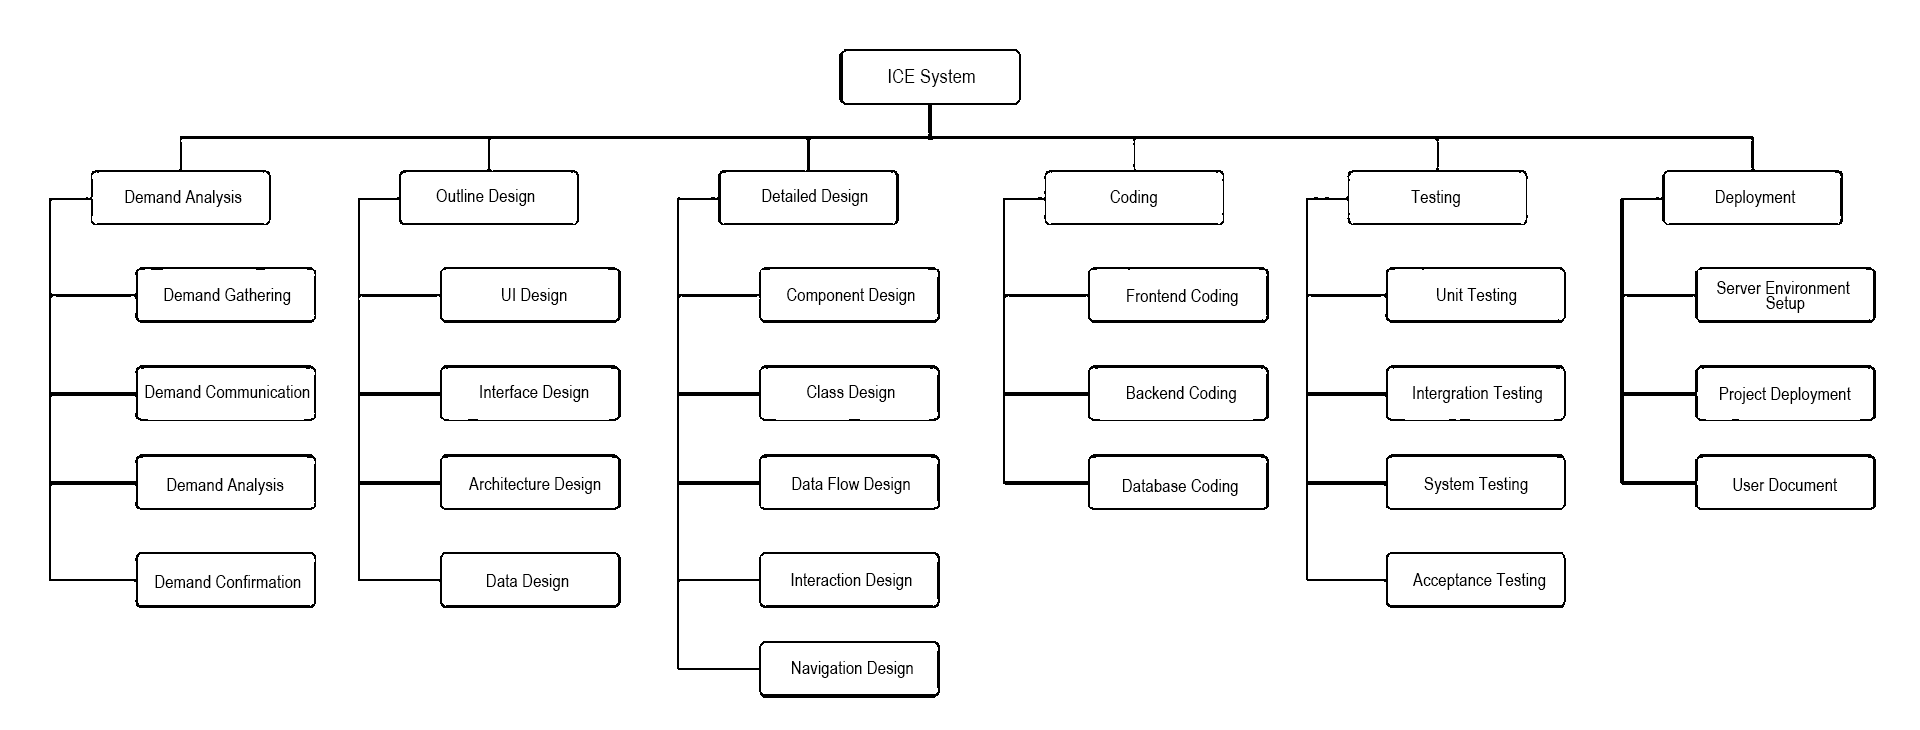 ICE System
Demand Analysis
Outline Design
Detailed Design
Coding
Testing
Deployment
Demand Gathering
UI Design
Component Design
Frontend Coding
Unit Testing
Server Environment
Setup
Demand Communication
Interface Design
Class Design
Backend Coding
Intergration Testing
Project Deployment
Demand Analysis
Architecture Design
Data Flow Design
Database Coding
System Testing
User Document
Demand Confirmation
Data Design
Interaction Design
Acceptance Testing
Navigation Design